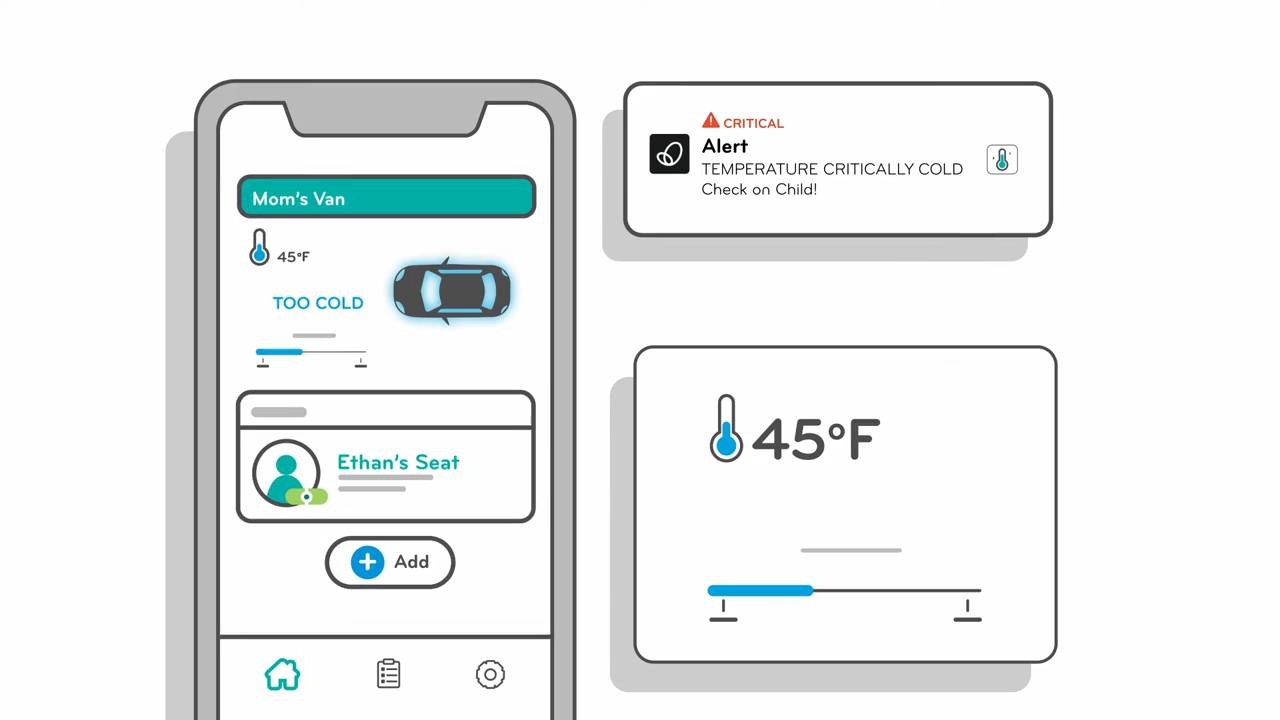 Mom's Van
45°F
TOO COLD
Ethan's Seat
Add
CRITICAL
Alert
TEMPERATURE CRITICALLY COLD
Check on Child!
45°F